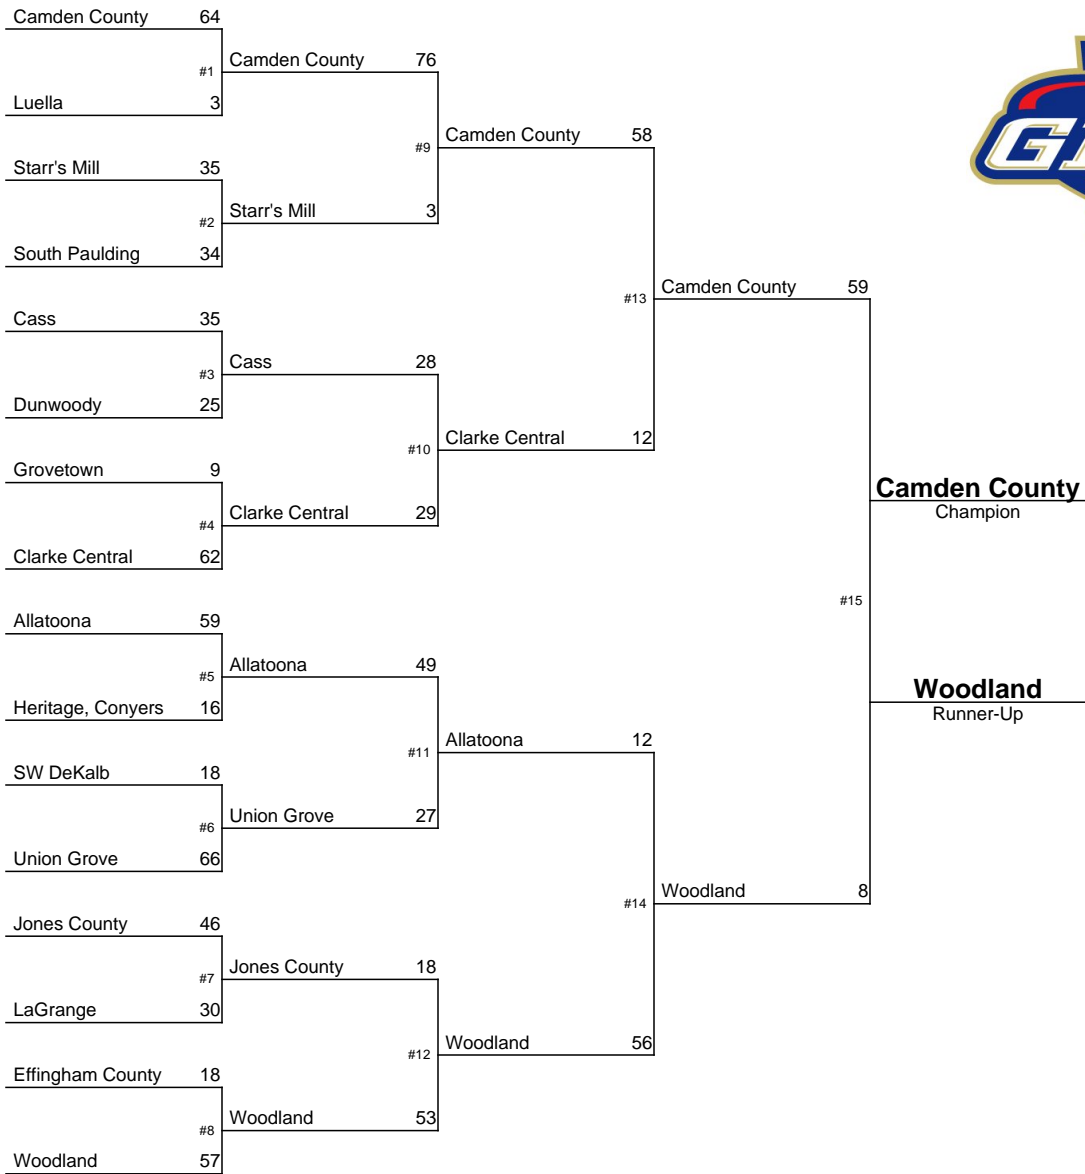 Camden County 64
#1
Luella 3
Camden County 76
Starr's Mill 35
#2
South Paulding 34
#9
Starr's Mill 3
Camden County 58
Cass 35
#3
Dunwoody 25
Cass 28
Grovetown 9
#4
Clarke Central 62
#10
Clarke Central 29
Clarke Central 12
#13
Camden County 59
Allatoona 59
#5
Heritage, Conyers 16
Allatoona 49
SW DeKalb 18
#6
Union Grove 66
#11
Union Grove 27
Allatoona 12
Jones County 46
#7
LaGrange 30
Jones County 18
Effingham County 18
#8
Woodland 57
#12
Woodland 53
Woodland 56
#14
Woodland 8
#15
Camden County
Champion
Woodland
Runner-Up